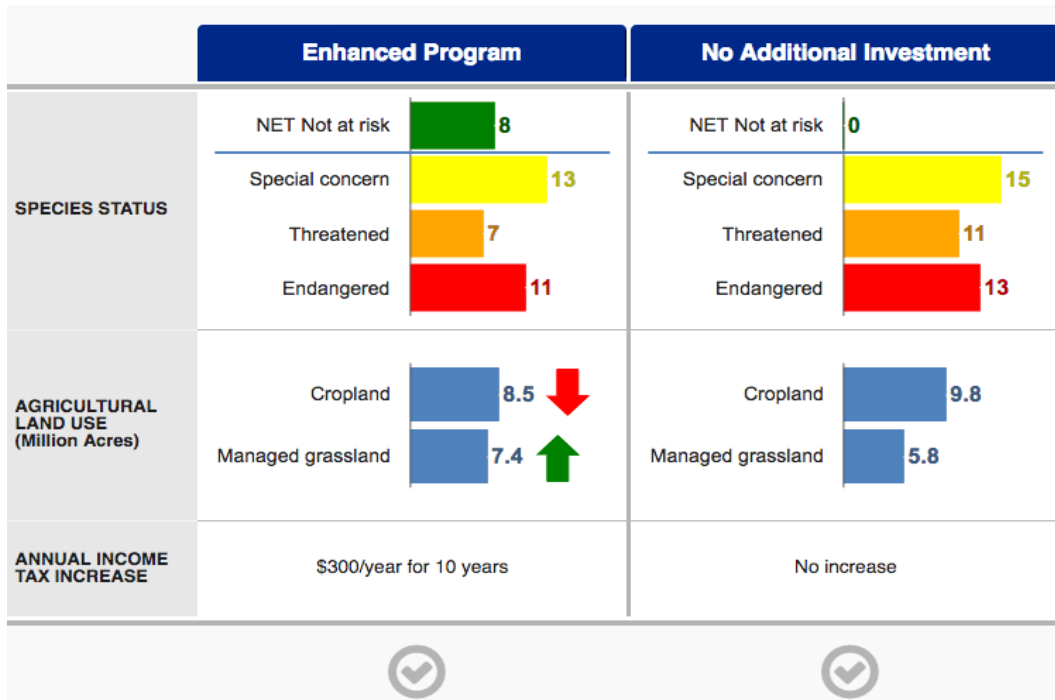 Enhanced Program
No Additional Investment
SPECIES STATUS
NET Not at risk 8
Special concern 13
Threatened 7
Endangered 11
NET Not at risk 0
Special concern 15
Threatened 11
Endangered 13
AGRICULTURAL
LAND USE
(Million Acres)
Cropland 8.5
Managed grassland 7.4
Cropland 9.8
Managed grassland 5.8
ANNUAL INCOME
TAX INCREASE
$300/year for 10 years
No increase